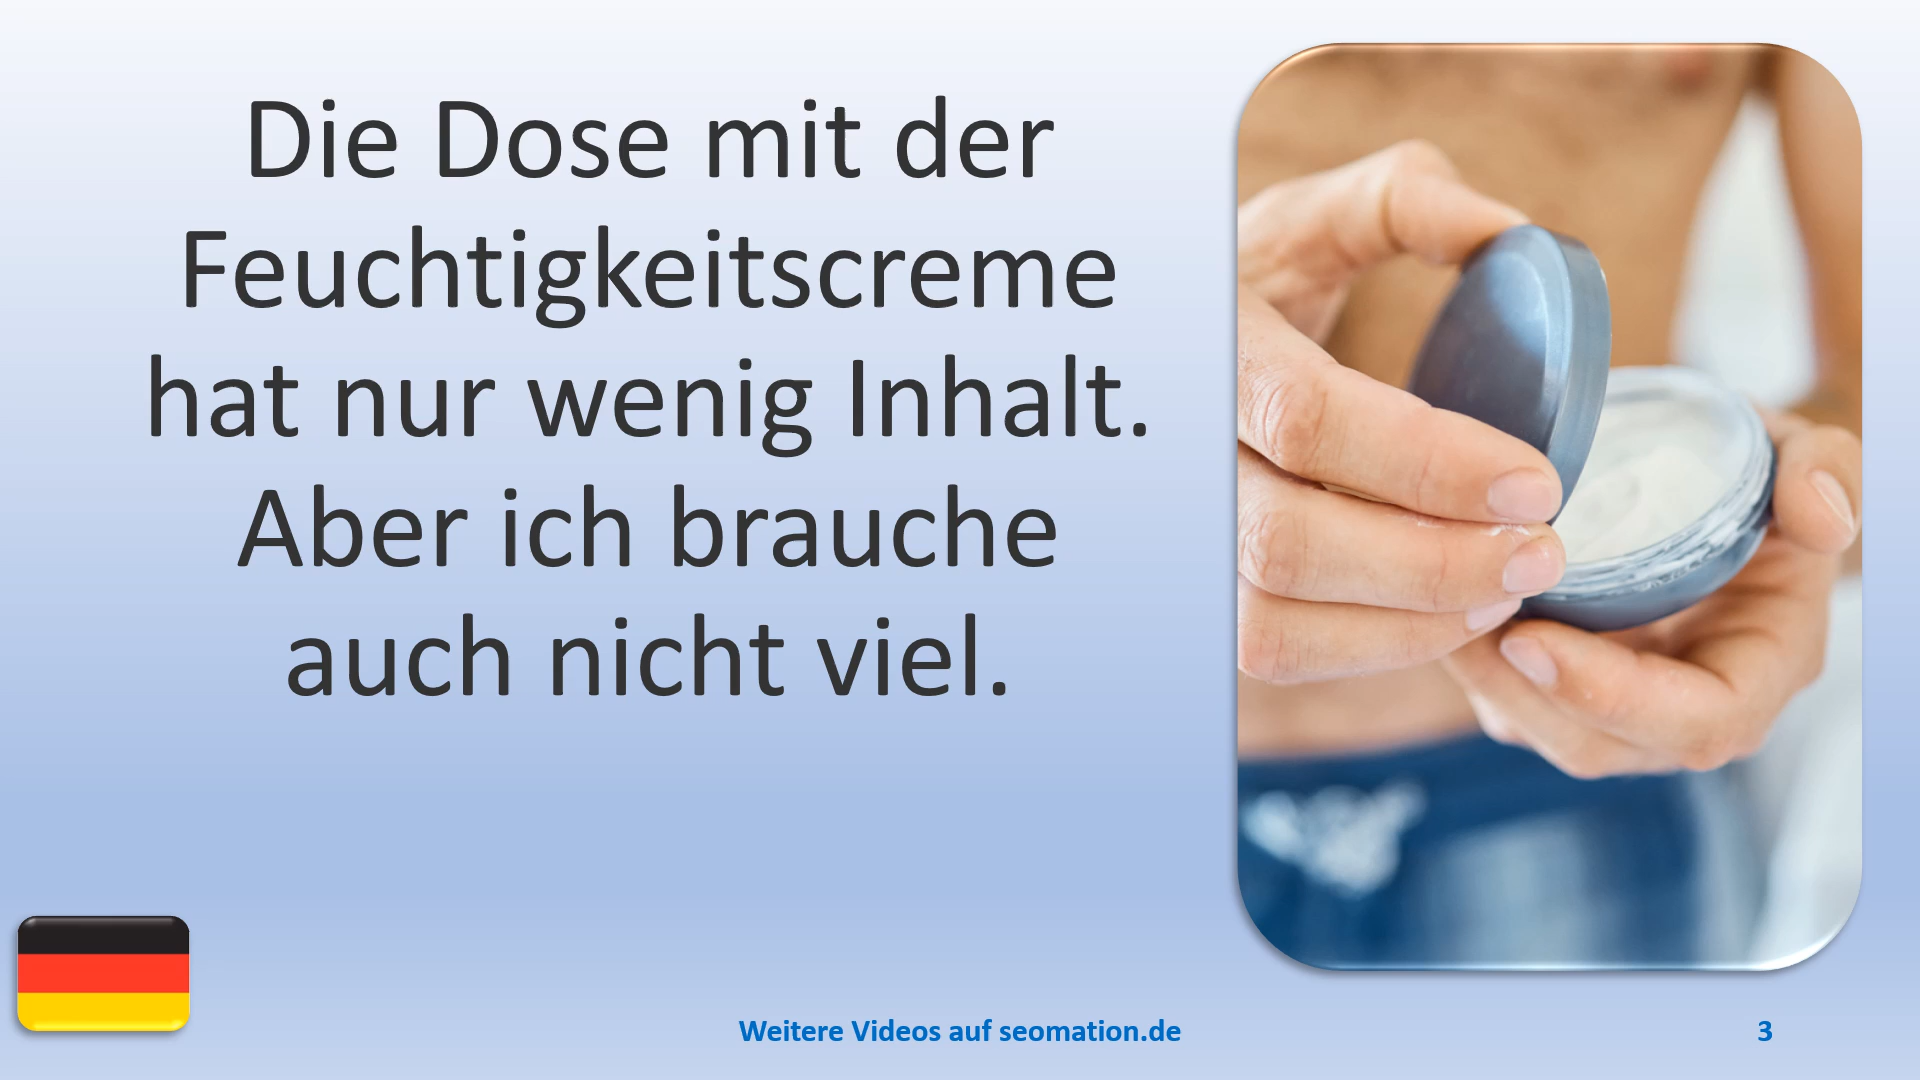 Die Dose mit der
Feuchtigkeitscreme
hat nur wenig Inhalt.
Aber ich brauche
auch nicht viel.
Weitere Videos auf seomation.de
3